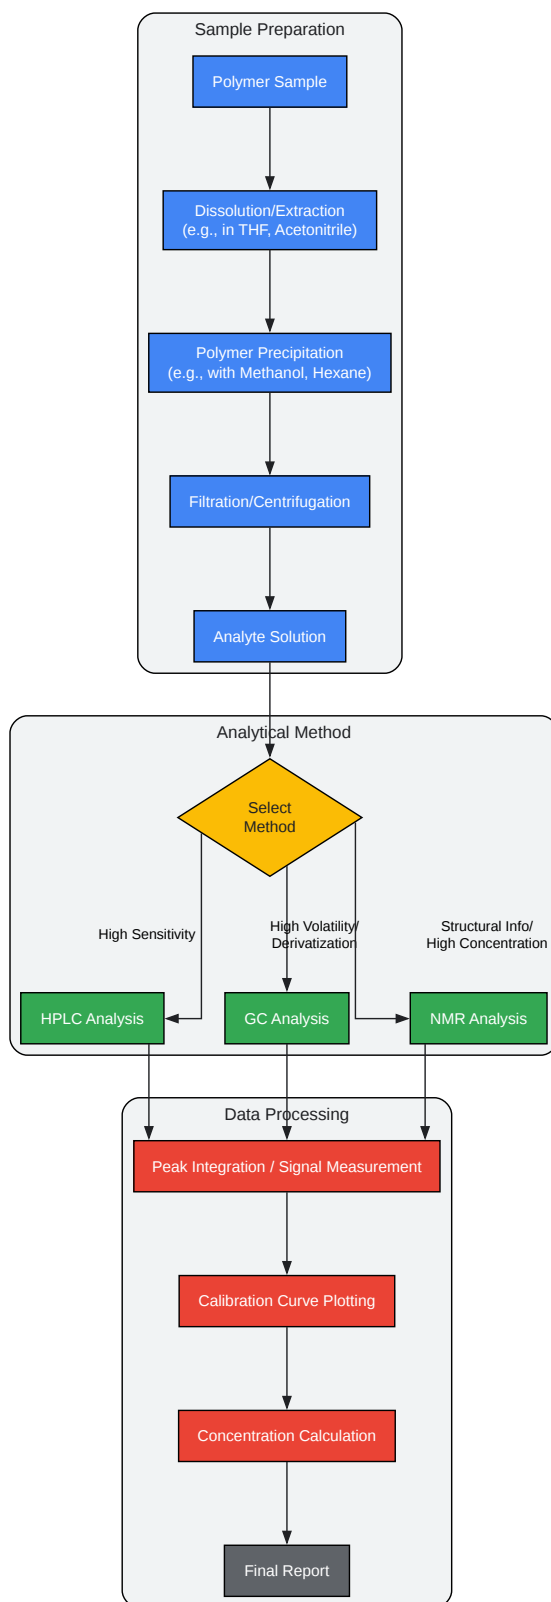 Sample Preparation
Polymer Sample
Dissolution/Extraction
(e.g., in THF, Acetonitrile)
Polymer Precipitation
(e.g., with Methanol, Hexane)
Filtration/Centrifugation
Analyte Solution
Analytical Method
Select
Method
High Sensitivity
High Volatility/
Derivatization
Structural Info/
High Concentration
HPLC Analysis
GC Analysis
NMR Analysis
Data Processing
Peak Integration / Signal Measurement
Calibration Curve Plotting
Concentration Calculation
Final Report